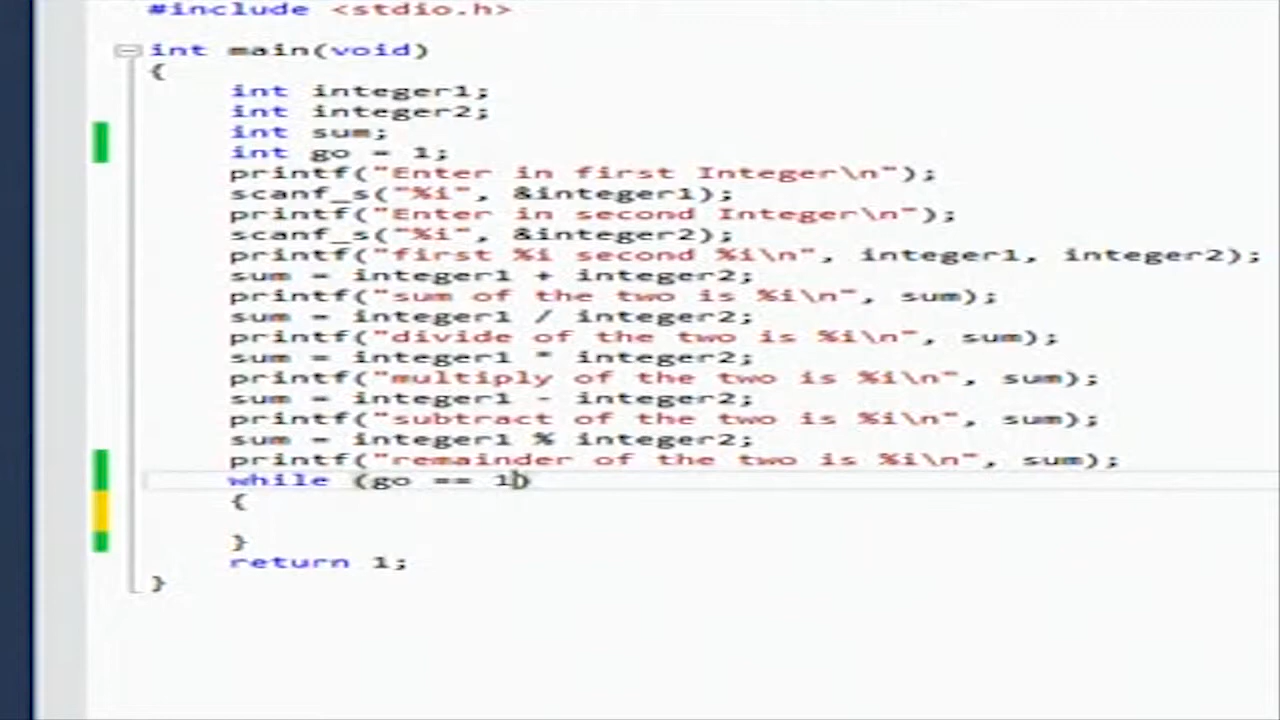 #include <stdio.h>
int main(void)
{
int integer1;
int integer2;
int sum;
int go = 1;
printf("Enter in first Integer\n");
scanf_s("%i", &integer1);
printf("Enter in second Integer\n");
scanf_s("%i", &integer2);
printf("first %i second %i\n", integer1, integer2);
sum = integer1 + integer2;
printf("sum of the two is %i\n", sum);
sum = integer1 / integer2;
printf("divide of the two is %i\n", sum);
sum = integer1 * integer2;
printf("multiply of the two is %i\n", sum);
sum = integer1 - integer2;
printf("subtract of the two is %i\n", sum);
sum = integer1 % integer2;
printf("remainder of the two is %i\n", sum);
while (go == 1)
{
}
return 1;
}